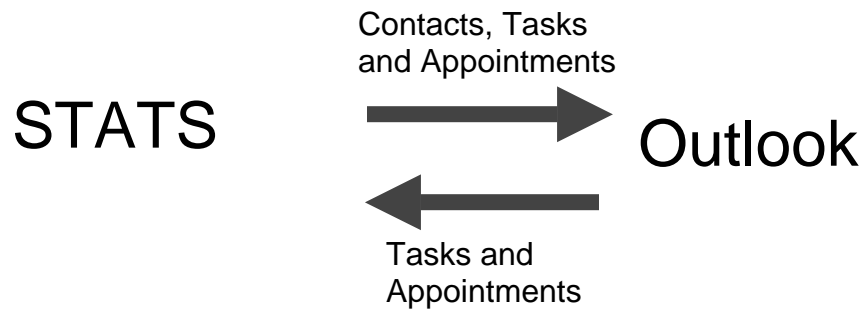 Contacts, Tasks
and Appointments
STATS
Outlook
Tasks and
Appointments